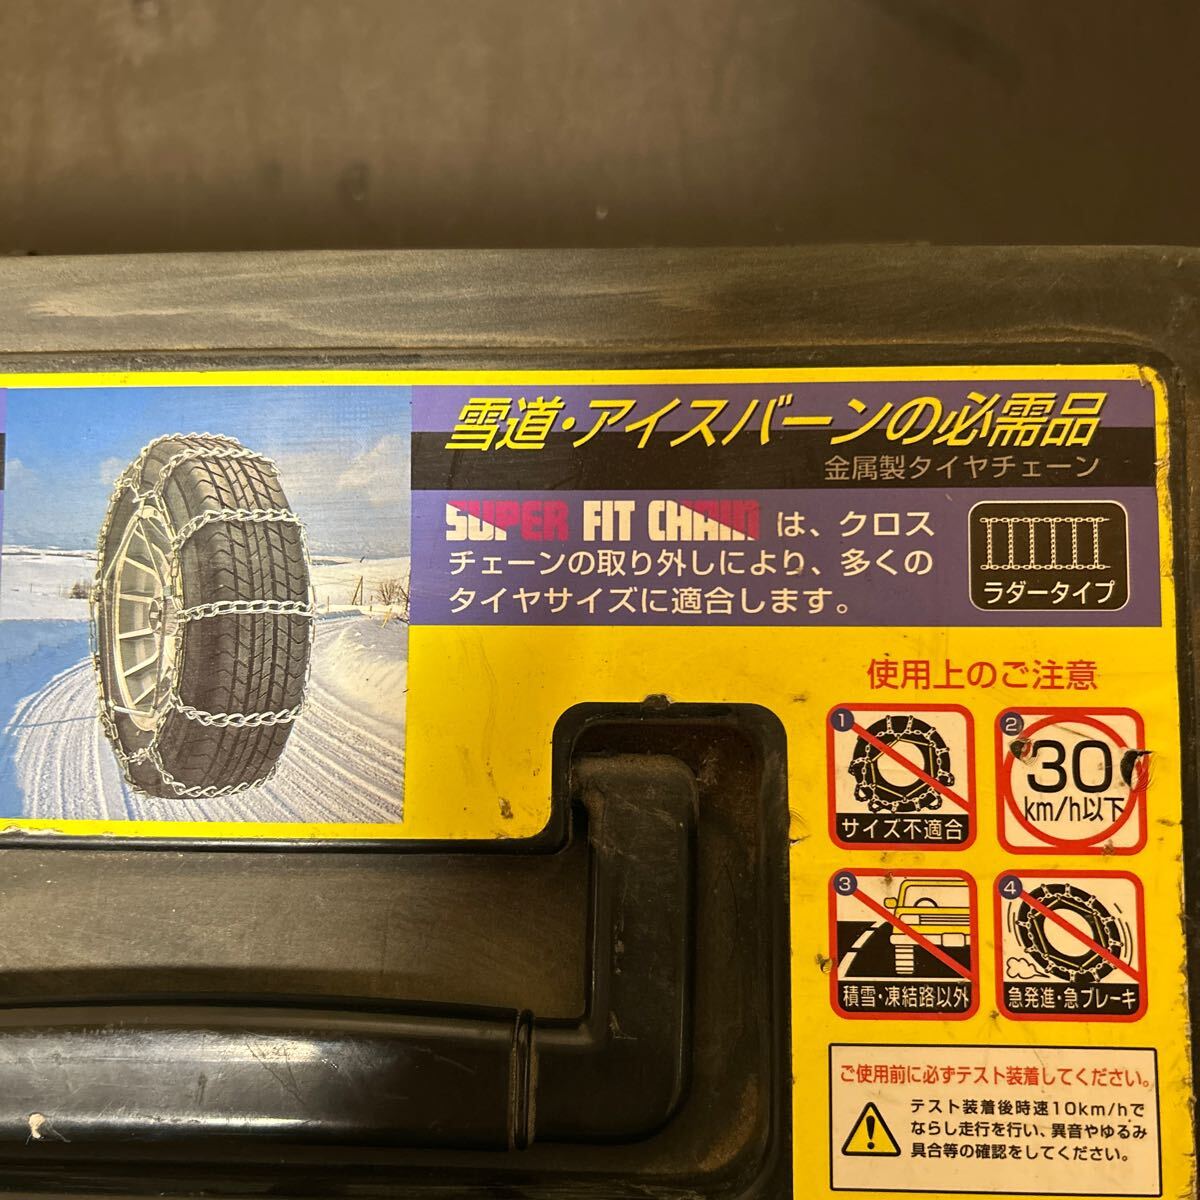 雪道・アイスバーンの必需品
金属製タイヤチェーン
SUPER FIT CHAIN は、クロス
チェーンの取り外しにより、多くの
タイヤサイズに適合します。
ラダータイプ
使用上のご注意
1
サイズ不適合
2
30
km/h以下
3
積雪・凍結路以外
4
急発進・急ブレーキ
ご使用前に必ずテスト装着してください。
テスト装着後時速10km/hで
ならし走行を行い、異音やゆるみ
具合等の確認をしてください。